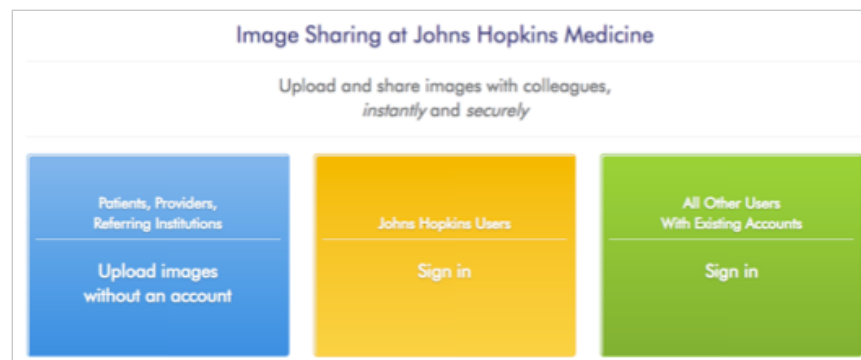 Image Sharing at Johns Hopkins Medicine
Upload and share images with colleagues,
instantly and securely
Patients, Providers,
Referring Institutions
Upload images
without an account
Johns Hopkins Users
Sign in
All Other Users
With Existing Accounts
Sign in